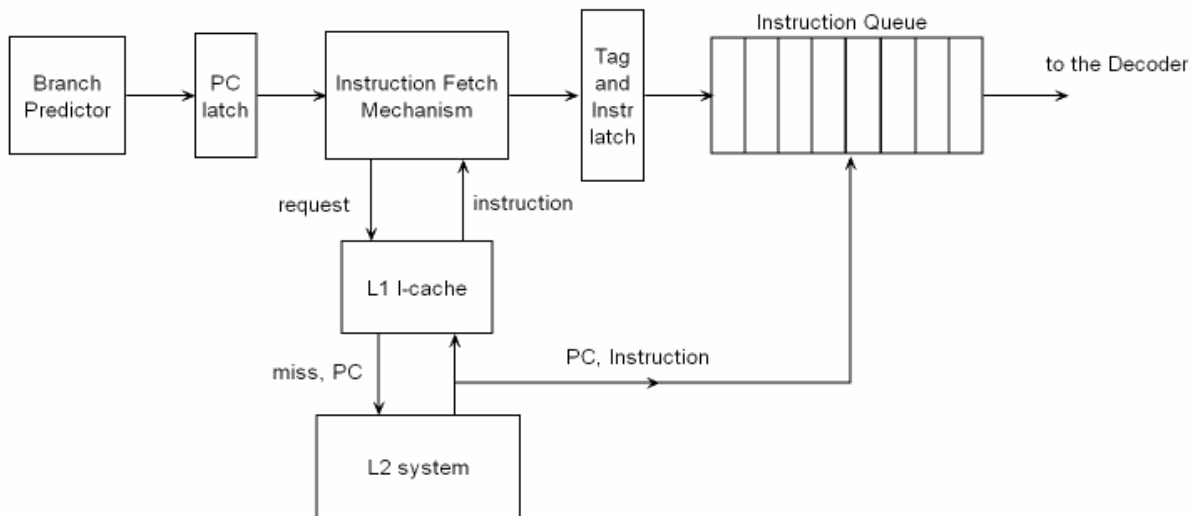 Instruction Queue
Branch
Predictor
PC
latch
Instruction Fetch
Mechanism
Tag
and
Instr
latch
to the Decoder
request
instruction
L1 I-cache
miss, PC
PC, Instruction
L2 system